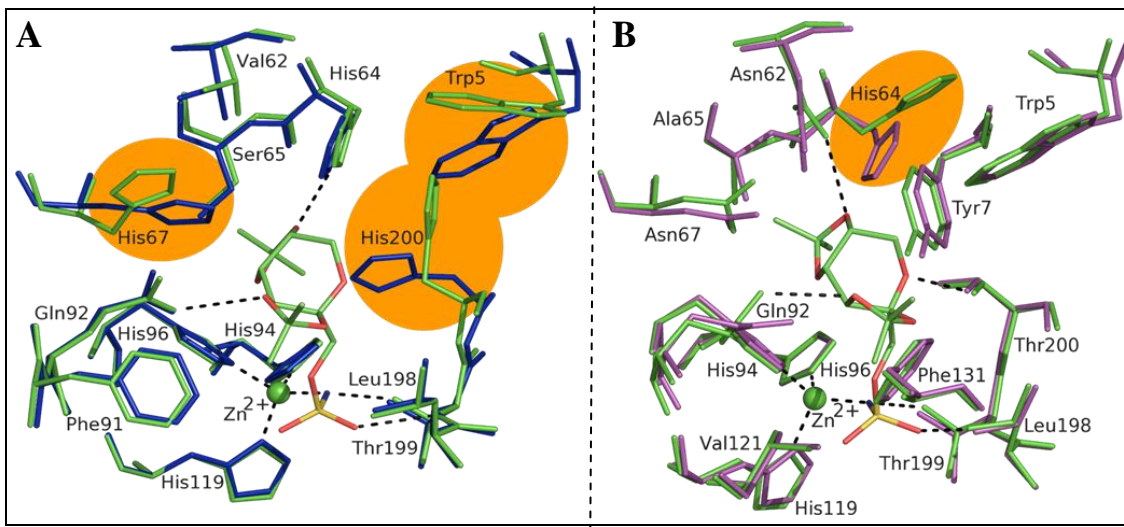 A
Val62
His64
Trp5
Ser65
His67
His200
Gln92
His96
His94
Leu198
Zn2+
Phe91
Thr199
His119
B
Asn62
His64
Trp5
Ala65
Tyr7
Asn67
Gln92
Thr200
His94
His96
Phe131
Zn2+
Val121
Leu198
Thr199
His119